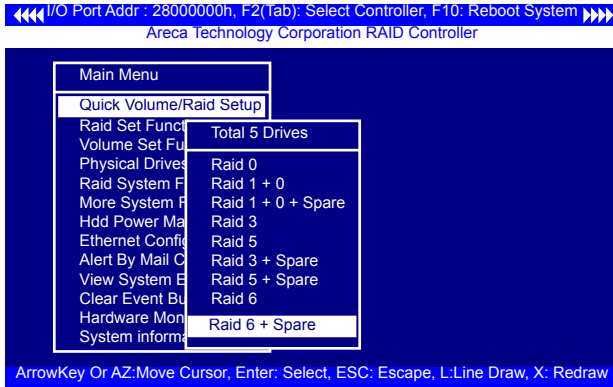 I/O Port Addr : 28000000h, F2(Tab): Select Controller, F10: Reboot System
Areca Technology Corporation RAID Controller
Main Menu
Quick Volume/Raid Setup
Raid Set Funct
Volume Set Fu
Physical Drives
Raid System F
More System F
Hdd Power Ma
Ethernet Config
Alert By Mail C
View System E
Clear Event Bu
Hardware Mon
System informa
Total 5 Drives
Raid 0
Raid 1 + 0
Raid 1 + 0 + Spare
Raid 3
Raid 5
Raid 3 + Spare
Raid 5 + Spare
Raid 6
Raid 6 + Spare
ArrowKey Or AZ:Move Cursor, Enter: Select, ESC: Escape, L:Line Draw, X: Redraw